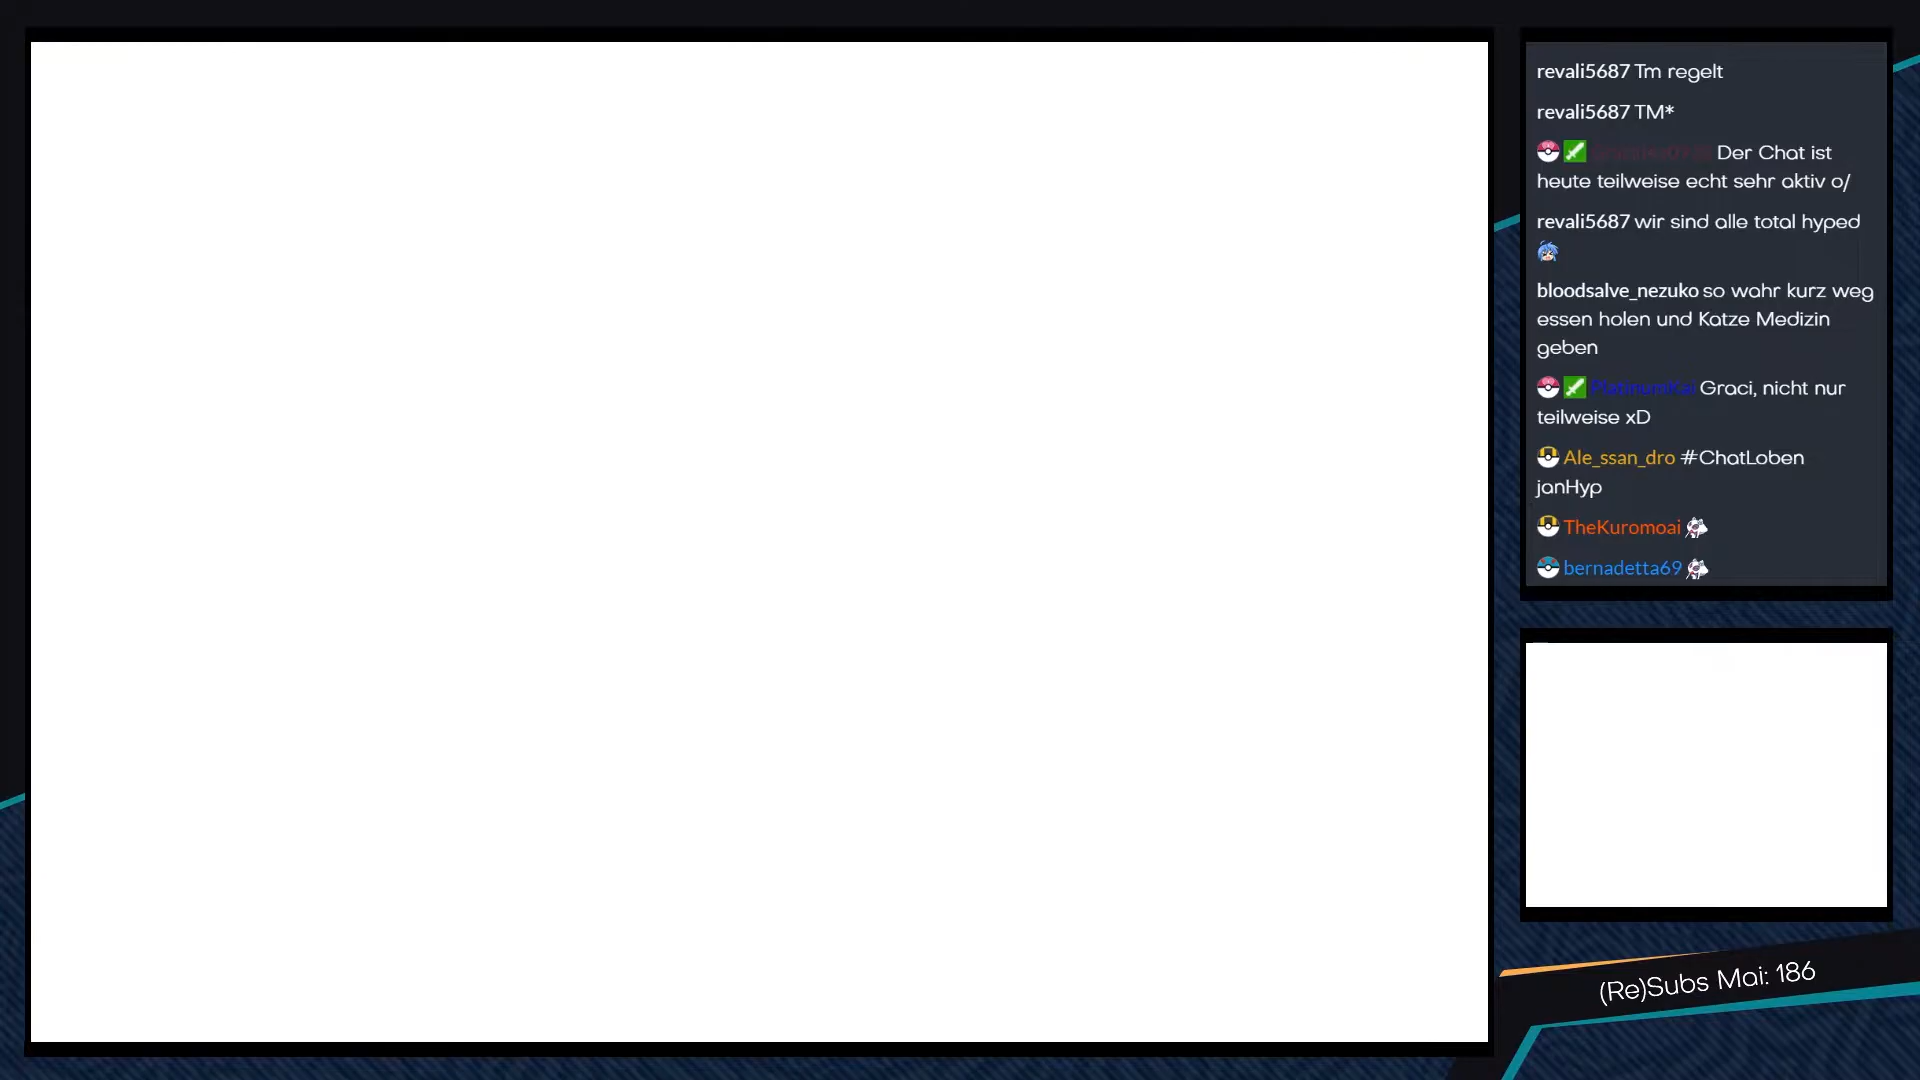 revali5687 Tm regelt
revali5687 TM*
Der Chat ist
heute teilweise echt sehr aktiv o/
revali5687 wir sind alle total hyped
bloodsalve_nezuko so wahr kurz weg
essen holen und Katze Medizin
geben
PlatinumKai Graci, nicht nur
teilweise xD
Ale_ssan_dro #ChatLoben
janHyp
TheKuromoai
bernadetta69
(Re)Subs Mai: 186